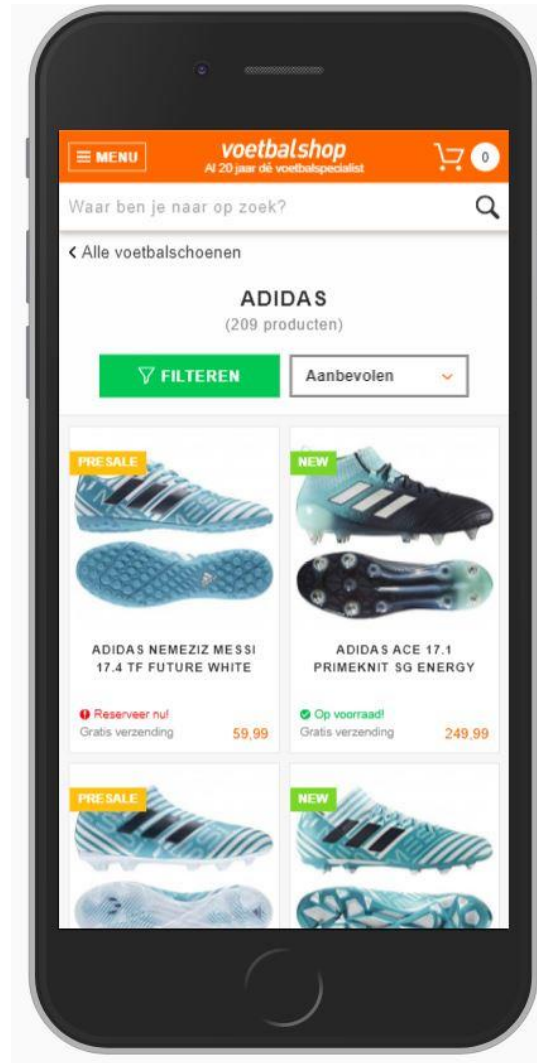 MENU
voetbalshop
Al 20 jaar dé voetbalspecialist
0
Waar ben je naar op zoek?
Alle voetbalschoenen
ADIDAS
(209 producten)
FILTEREN
Aanbevolen
PRESALE
NEW
ADIDAS NEMEZIZ MESSI
17.4 TF FUTURE WHITE
ADIDAS ACE 17.1
PRIMEKNIT SG ENERGY
Reserveer nu!
Gratis verzending
59,99
Op voorraad!
Gratis verzending
249,99
PRESALE
NEW